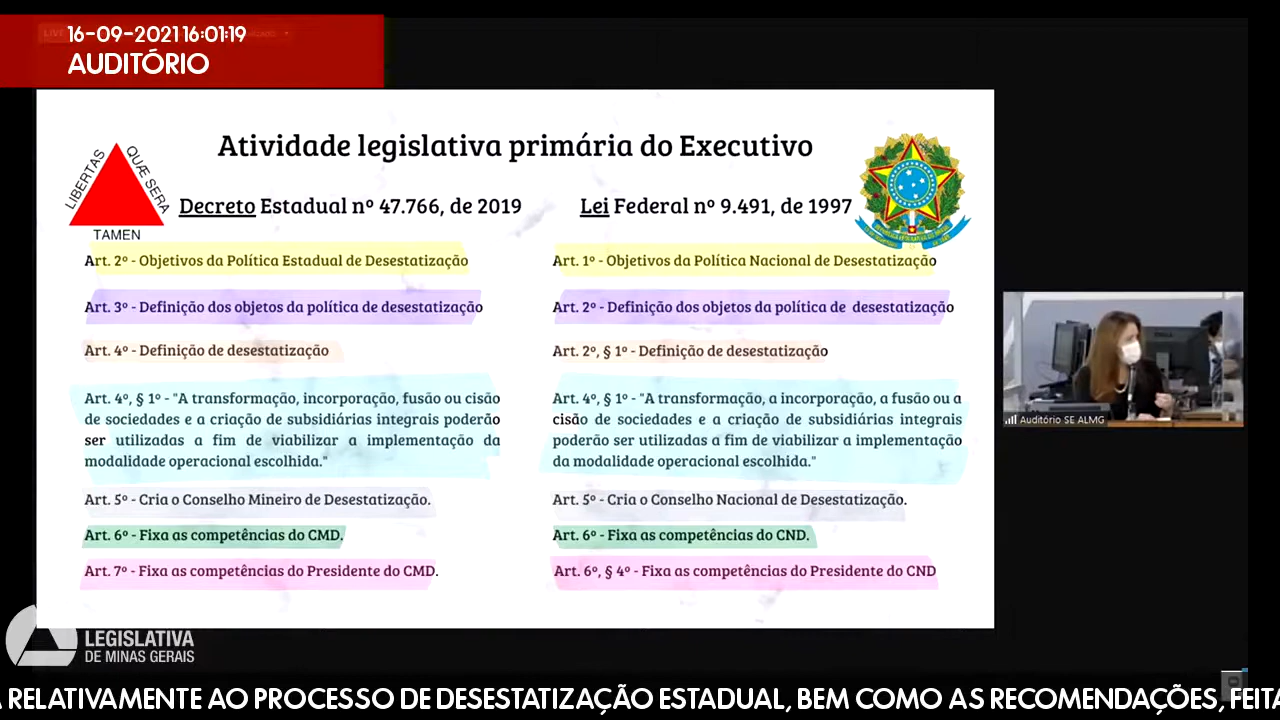 16-09-2021 16:01:19
AUDITÓRIO
LIVE
Atividade legislativa primária do Executivo
LIBERTAS
QUÆ SERA
TAMEN
Decreto Estadual nº 47.766, de 2019
Art. 2º - Objetivos da Política Estadual de Desestatização
Art. 3º - Definição dos objetos da política de desestatização
Art. 4º - Definição de desestatização
Art. 4º, § 1º - "A transformação, incorporação, fusão ou cisão
de sociedades e a criação de subsidiárias integrais poderão
ser utilizadas a fim de viabilizar a implementação da
modalidade operacional escolhida."
Art. 5º - Cria o Conselho Mineiro de Desestatização.
Art. 6º - Fixa as competências do CMD.
Art. 7º - Fixa as competências do Presidente do CMD.
Lei Federal nº 9.491, de 1997
Art. 1º - Objetivos da Política Nacional de Desestatização
Art. 2º - Definição dos objetos da política de desestatização
Art. 2º, § 1º - Definição de desestatização
Art. 4º, § 1º - "A transformação, a incorporação, a fusão ou a
cisão de sociedades e a criação de subsidiárias integrais
poderão ser utilizadas a fim de viabilizar a implementação
da modalidade operacional escolhida."
Art. 5º - Cria o Conselho Nacional de Desestatização.
Art. 6º - Fixa as competências do CND.
Art. 6º, § 4º - Fixa as competências do Presidente do CND
Auditório SE ALMG
LEGISLATIVA
DE MINAS GERAIS
A RELATIVAMENTE AO PROCESSO DE DESESTATIZAÇÃO ESTADUAL, BEM COMO AS RECOMENDAÇÕES, FEITA